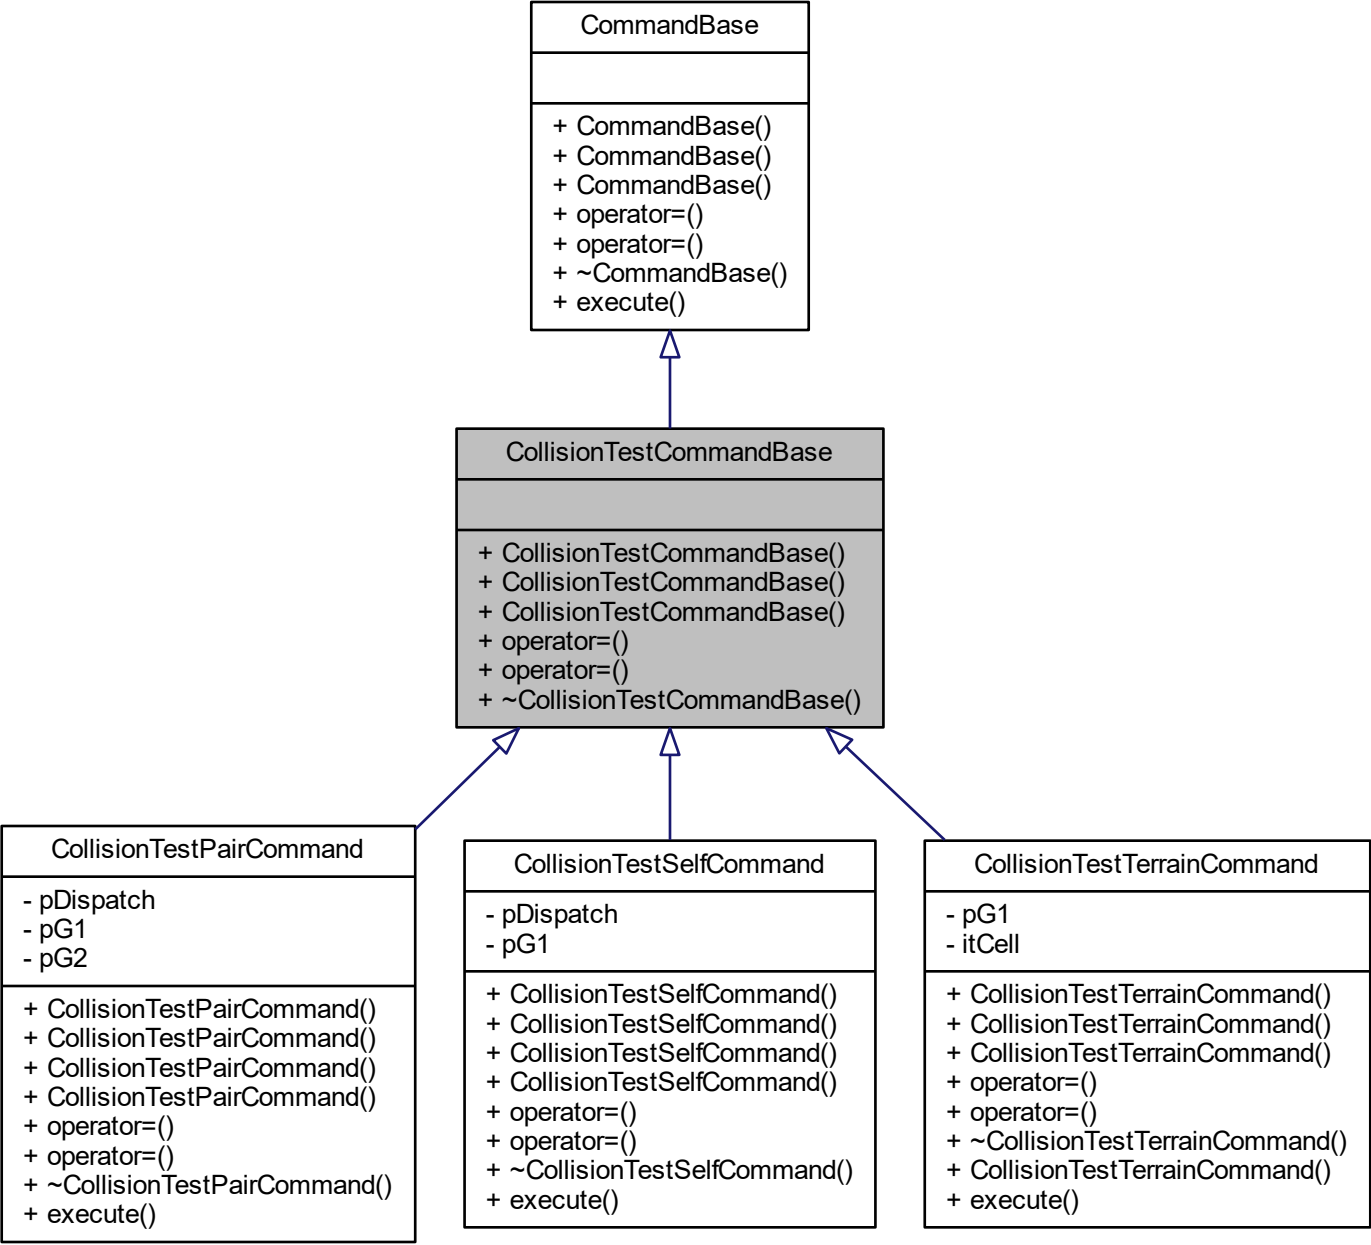 CommandBase
+ CommandBase()
+ CommandBase()
+ CommandBase()
+ operator=()
+ operator=()
+ ~CommandBase()
+ execute()
CollisionTestCommandBase
+ CollisionTestCommandBase()
+ CollisionTestCommandBase()
+ CollisionTestCommandBase()
+ operator=()
+ operator=()
+ ~CollisionTestCommandBase()
CollisionTestPairCommand
- pDispatch
- pG1
- pG2
+ CollisionTestPairCommand()
+ CollisionTestPairCommand()
+ CollisionTestPairCommand()
+ CollisionTestPairCommand()
+ operator=()
+ operator=()
+ ~CollisionTestPairCommand()
+ execute()
CollisionTestSelfCommand
- pDispatch
- pG1
+ CollisionTestSelfCommand()
+ CollisionTestSelfCommand()
+ CollisionTestSelfCommand()
+ CollisionTestSelfCommand()
+ operator=()
+ operator=()
+ ~CollisionTestSelfCommand()
+ execute()
CollisionTestTerrainCommand
- pG1
- itCell
+ CollisionTestTerrainCommand()
+ CollisionTestTerrainCommand()
+ CollisionTestTerrainCommand()
+ operator=()
+ operator=()
+ ~CollisionTestTerrainCommand()
+ CollisionTestTerrainCommand()
+ execute()